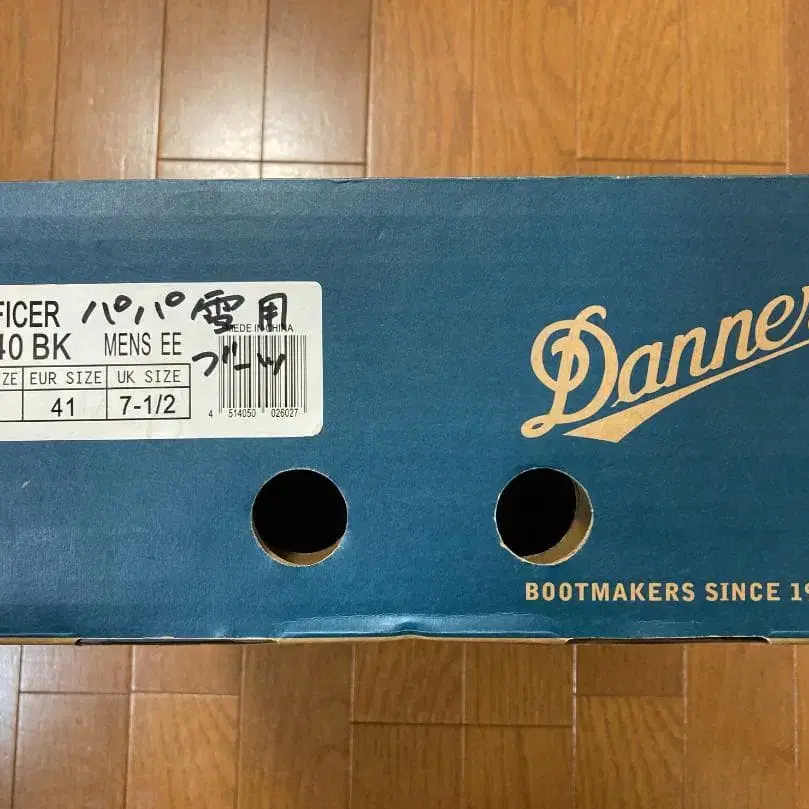 FICER パパ雪用
MADE IN CHINA
40 BK MENS EE ブーツ
ZE EUR SIZE UK SIZE
41 7-1/2
4 514050 026027
Danner
BOOTMAKERS SINCE 19